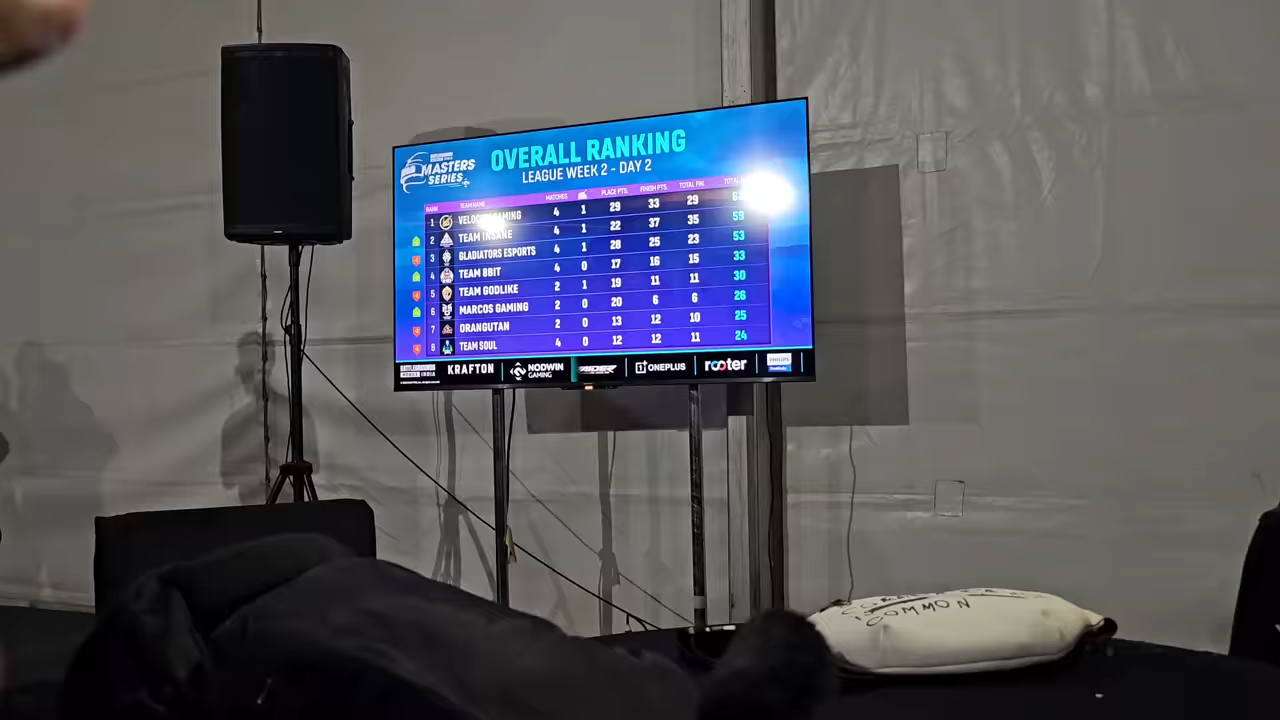 MASTERS
SERIES
OVERALL RANKING
LEAGUE WEEK 2 - DAY 2
RANK TEAM NAME MATCHES PLACE PTS. FINISH PTS. TOTAL FIN.
1 VELOCITY GAMING 4 1 29 33 29
2 TEAM INSANE 4 1 22 37 35 59
3 GLADIATORS ESPORTS 4 1 28 25 23 53
4 TEAM 8BIT 4 0 17 16 15 33
5 TEAM GODLIKE 2 1 19 11 11 30
6 MARCOS GAMING 2 0 20 6 6 26
7 ORANGUTAN 2 0 13 12 10 25
8 TEAM SOUL 4 0 12 12 11 24
BATTLEGROUNDS
MOBILE INDIA
KRAFTON
NODWIN
GAMING
ONEPLUS
rooter
PHILIPS
COMMON